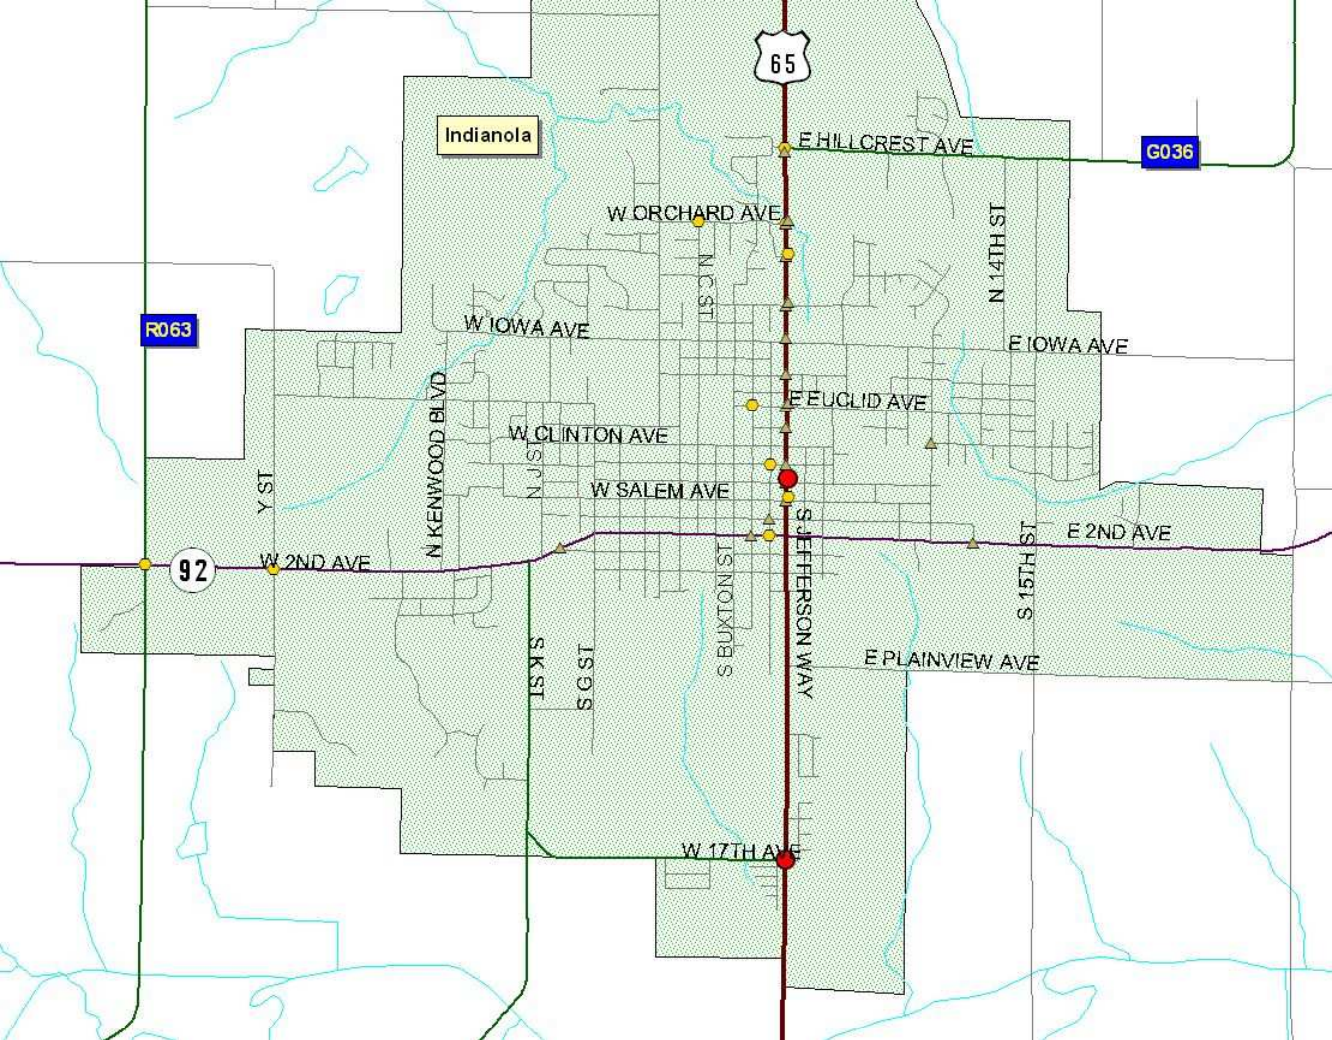 65
Indianola
E HILLCREST AVE
G036
W ORCHARD AVE
N 14TH ST
N C ST
R063
W IOWA AVE
E IOWA AVE
N KENWOOD BLVD
E EUCLID AVE
W CLINTON AVE
N J ST
Y ST
W SALEM AVE
S JEFFERSON WAY
E 2ND AVE
S 15TH ST
92
W 2ND AVE
S BUXTON ST
S K ST
S G ST
E PLAINVIEW AVE
W 17TH AVE